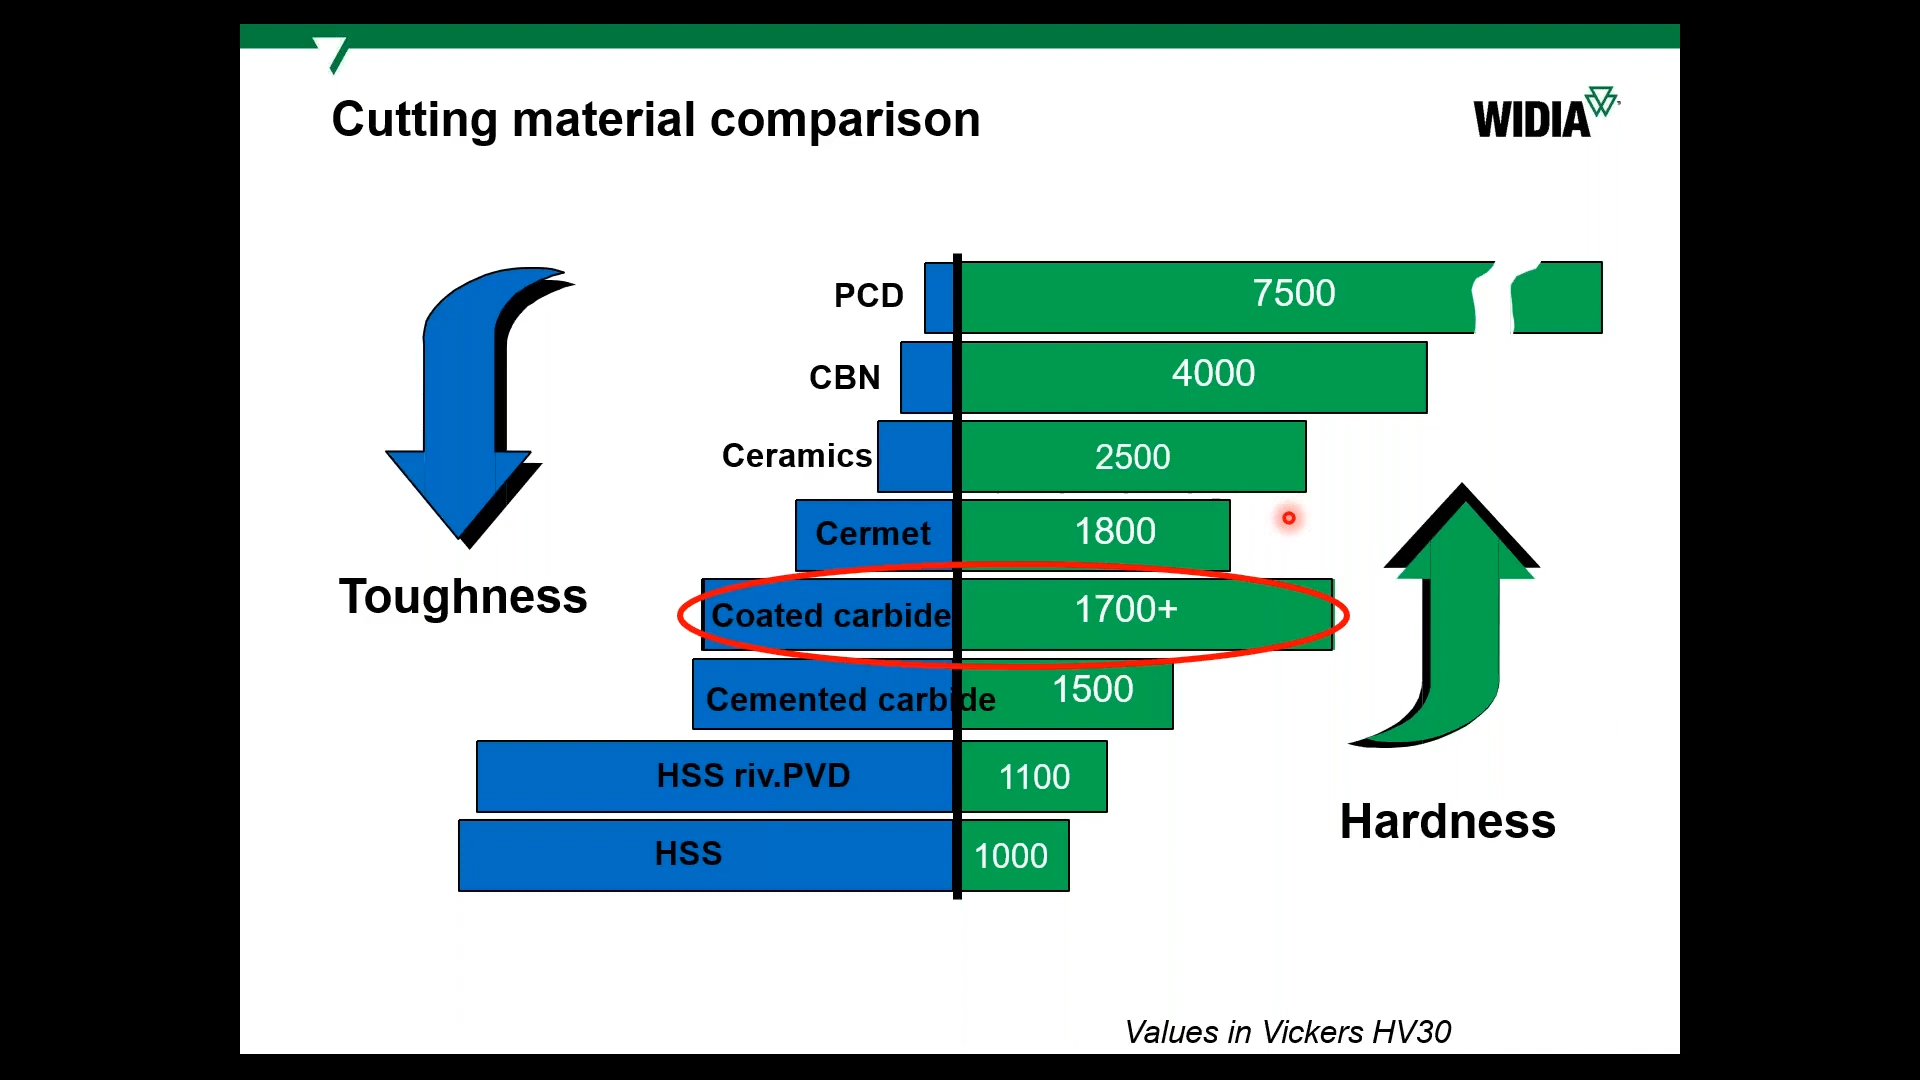 Cutting material comparison
WIDIA
PCD 7500
CBN 4000
Ceramics 2500
Cermet 1800
Coated carbide 1700+
Cemented carbide 1500
HSS riv.PVD 1100
HSS 1000
Toughness
Hardness
Values in Vickers HV30